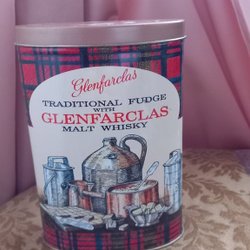 Glenfarclas
TRADITIONAL FUDGE
WITH
GLENFARCLAS
MALT WHISKY